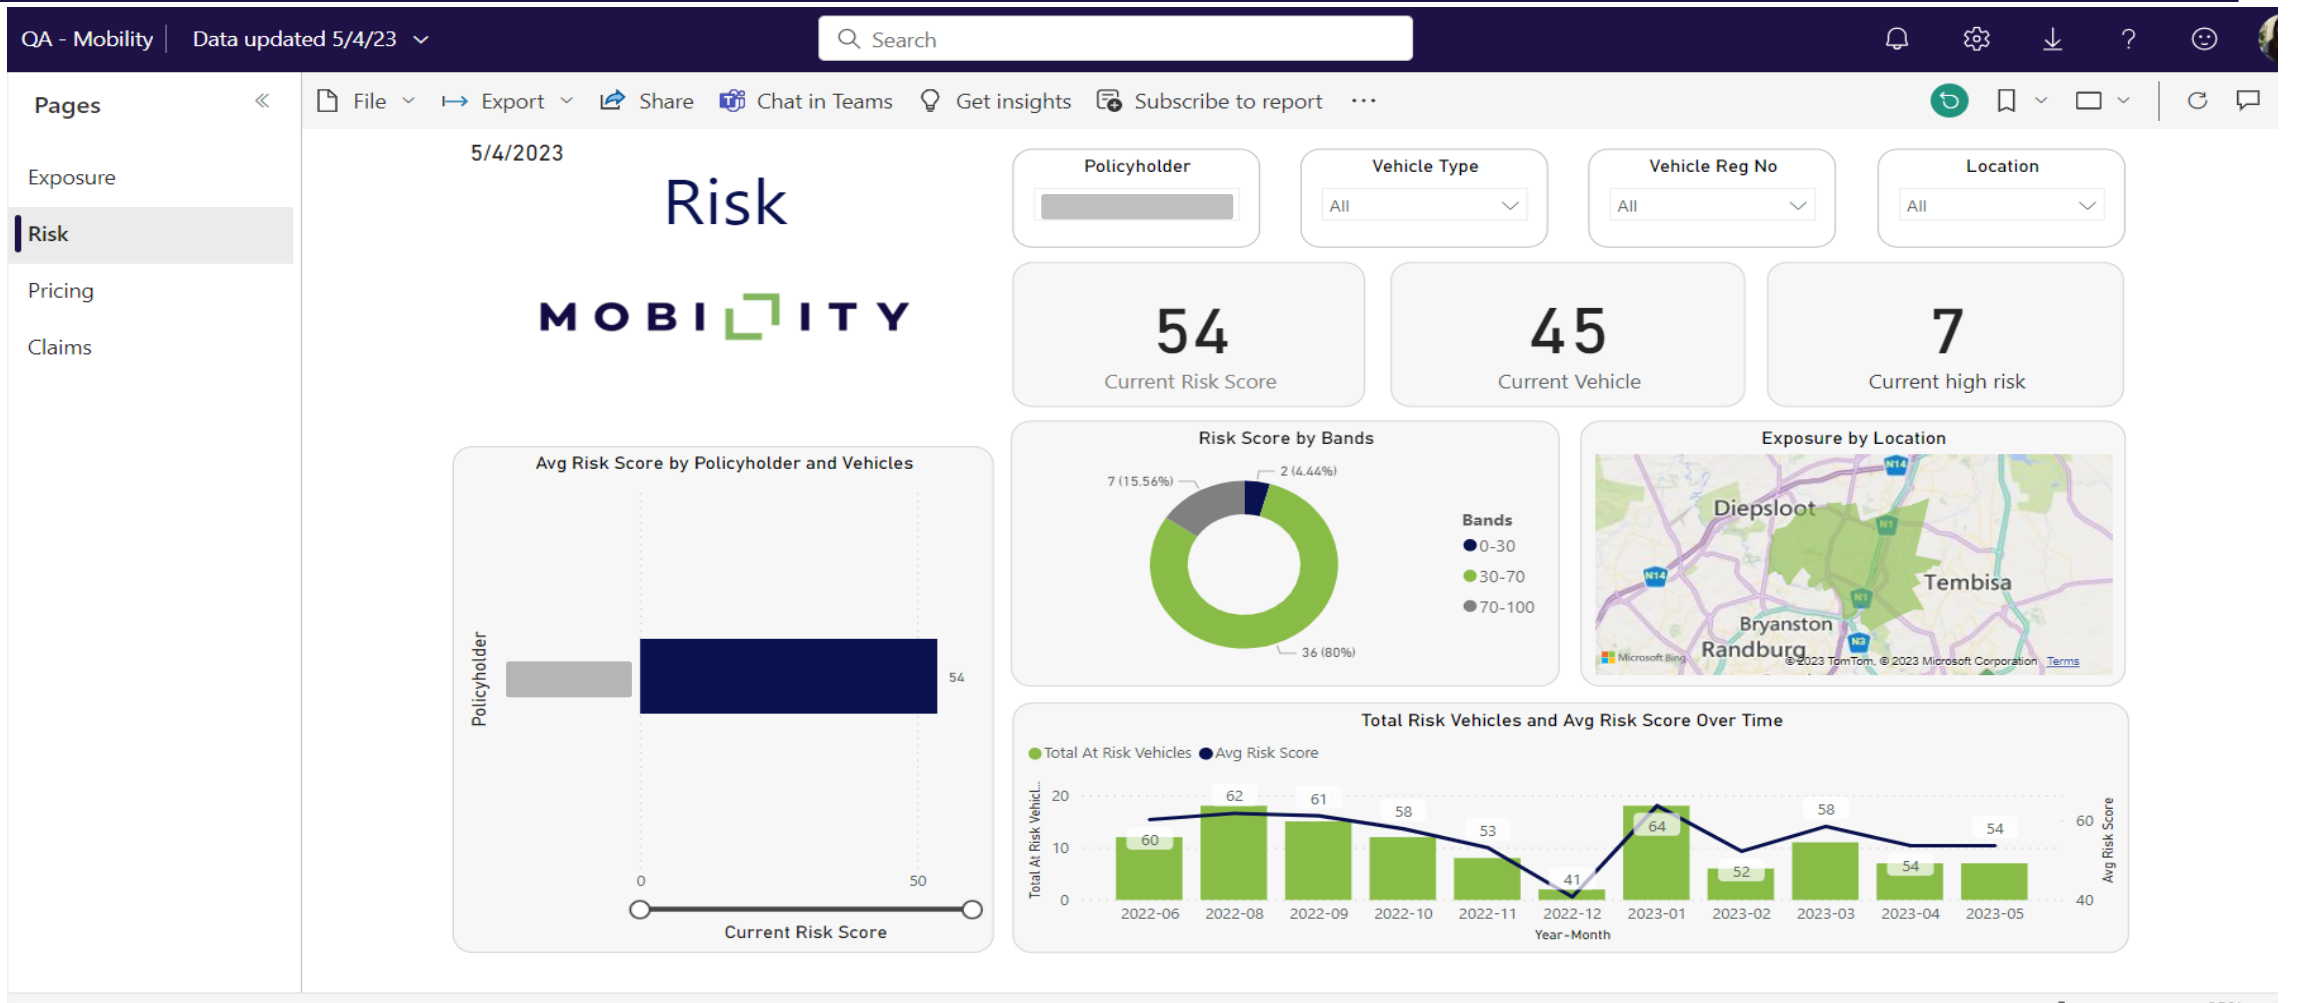 QA - Mobility
Data updated 5/4/23
Search
?
Pages
Exposure
Risk
Pricing
Claims
File
Export
Share
Chat in Teams
Get insights
Subscribe to report
...
5/4/2023
Risk
MOBILITY
Policyholder
Vehicle Type
All
Vehicle Reg No
All
Location
All
54
Current Risk Score
45
Current Vehicle
7
Current high risk
Avg Risk Score by Policyholder and Vehicles
Policyholder
54
0
50
Current Risk Score
Risk Score by Bands
7 (15.56%)
2 (4.44%)
36 (80%)
Bands
0-30
30-70
70-100
Exposure by Location
N14
Diepsloot
N1
N14
Tembisa
N1
Bryanston
N3
Randburg
Microsoft Bing
© 2023 TomTom, © 2023 Microsoft Corporation Terms
Total Risk Vehicles and Avg Risk Score Over Time
Total At Risk Vehicles
Avg Risk Score
Total At Risk Vehicl...
20
10
0
60
62
61
58
53
41
64
52
58
54
54
60
40
Avg Risk Score
2022-06
2022-08
2022-09
2022-10
2022-11
2022-12
2023-01
2023-02
2023-03
2023-04
2023-05
Year-Month